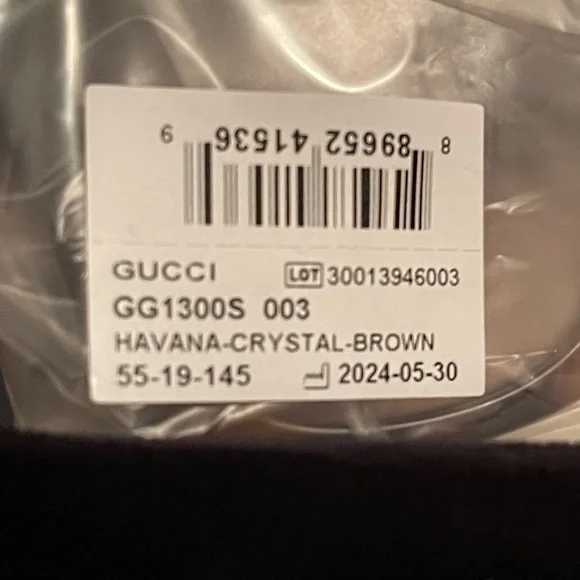 8 89652 41536 9
GUCCI LOT 30013946003
GG1300S 003
HAVANA-CRYSTAL-BROWN
55-19-145 2024-05-30